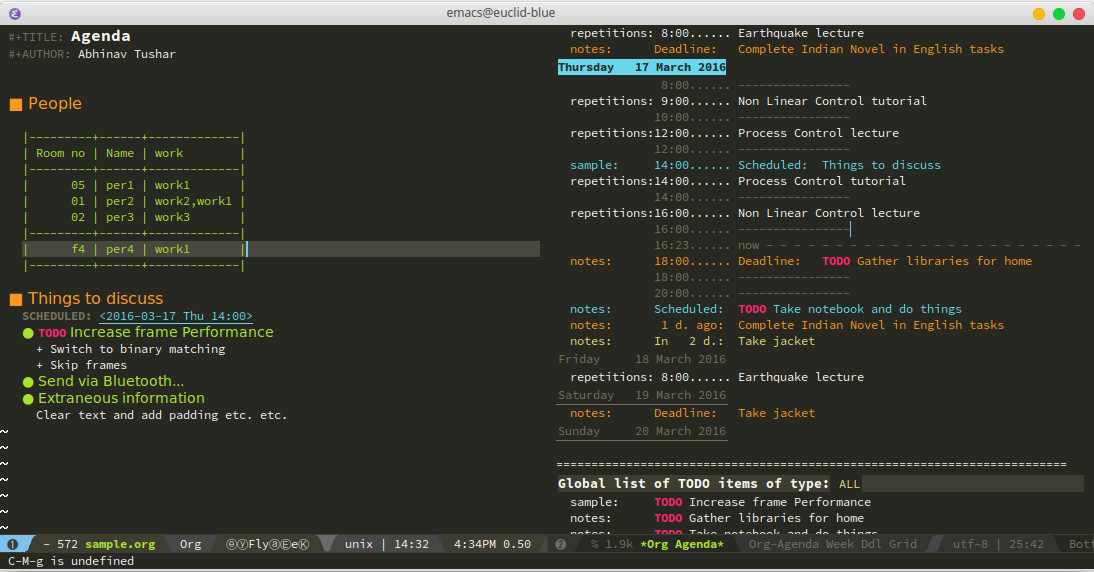 emacs@euclid-blue
#+TITLE: Agenda
#+AUTHOR: Abhinav Tushar
People
|---------+------+-------------|
| Room no | Name | work |
|---------+------+-------------|
| 05 | per1 | work1 |
| 01 | per2 | work2,work1 |
| 02 | per3 | work3 |
|---------+------+-------------|
| f4 | per4 | work1 |
|---------+------+-------------|
Things to discuss
SCHEDULED: <2016-03-17 Thu 14:00>
TODO Increase frame Performance
+ Switch to binary matching
+ Skip frames
Send via Bluetooth...
Extraneous information
Clear text and add padding etc. etc.
~
~
~
~
~
~
~
1 - 572 sample.org Org ⓔⓨFlyⓐⒺeⓀ unix | 14:32 4:34PM 0.50
repetitions: 8:00...... Earthquake lecture
notes: Deadline: Complete Indian Novel in English tasks
Thursday 17 March 2016
8:00...... ----------------
repetitions: 9:00...... Non Linear Control tutorial
10:00...... ----------------
repetitions:12:00...... Process Control lecture
12:00...... ----------------
sample: 14:00...... Scheduled: Things to discuss
repetitions:14:00...... Process Control tutorial
14:00...... ----------------
repetitions:16:00...... Non Linear Control lecture
16:00...... ----------------
16:23...... now - - - - - - - - - - - - - - - - - - - - - - - - -
notes: 18:00...... Deadline: TODO Gather libraries for home
18:00...... ----------------
20:00...... ----------------
notes: Scheduled: TODO Take notebook and do things
notes: 1 d. ago: Complete Indian Novel in English tasks
notes: In 2 d.: Take jacket
Friday 18 March 2016
repetitions: 8:00...... Earthquake lecture
Saturday 19 March 2016
notes: Deadline: Take jacket
Sunday 20 March 2016
=========================================================================
Global list of TODO items of type: ALL
sample: TODO Increase frame Performance
notes: TODO Gather libraries for home
notes: TODO Take notebook and do things
2 % 1.9k *Org Agenda* Org-Agenda Week Ddl Grid utf-8 | 25:42 Bott
C-M-g is undefined